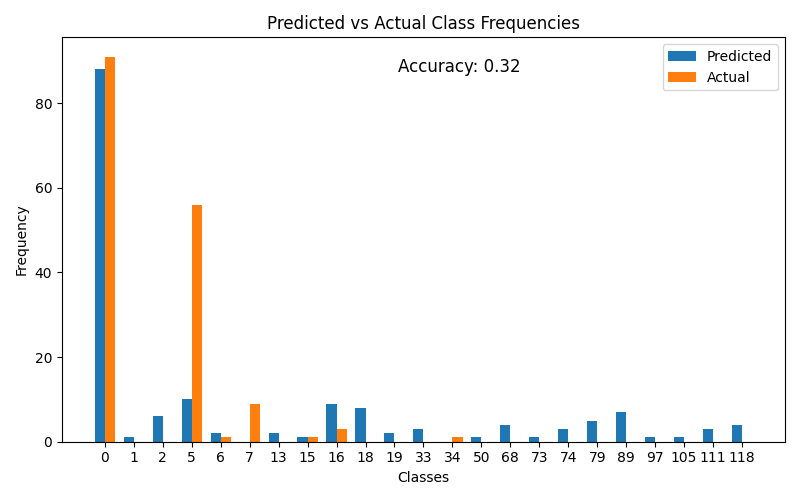 Predicted vs Actual Class Frequencies
Accuracy: 0.32
Predicted
Actual
Frequency
80
60
40
20
0
0 1 2 5 6 7 13 15 16 18 19 33 34 50 68 73 74 79 89 97 105 111 118
Classes